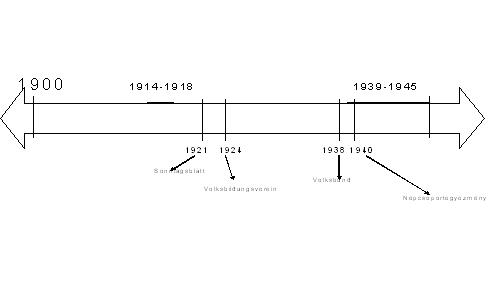 1900
1914-1918
1939-1945
1921
1924
1938
1940
Sonntagsblatt
Volksbildungsverein
Volksbund
Népcsoportegyezmény